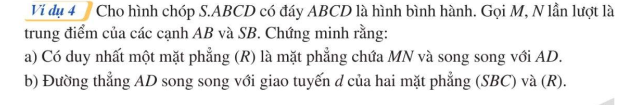 Ví dụ 4 Cho hình chóp S.ABCD có đáy ABCD là hình bình hành. Gọi M, N lần lượt là
trung điểm của các cạnh AB và SB. Chứng minh rằng:
a) Có duy nhất một mặt phẳng (R) là mặt phẳng chứa MN và song song với AD.
b) Đường thẳng AD song song với giao tuyến d của hai mặt phẳng (SBC) và (R).